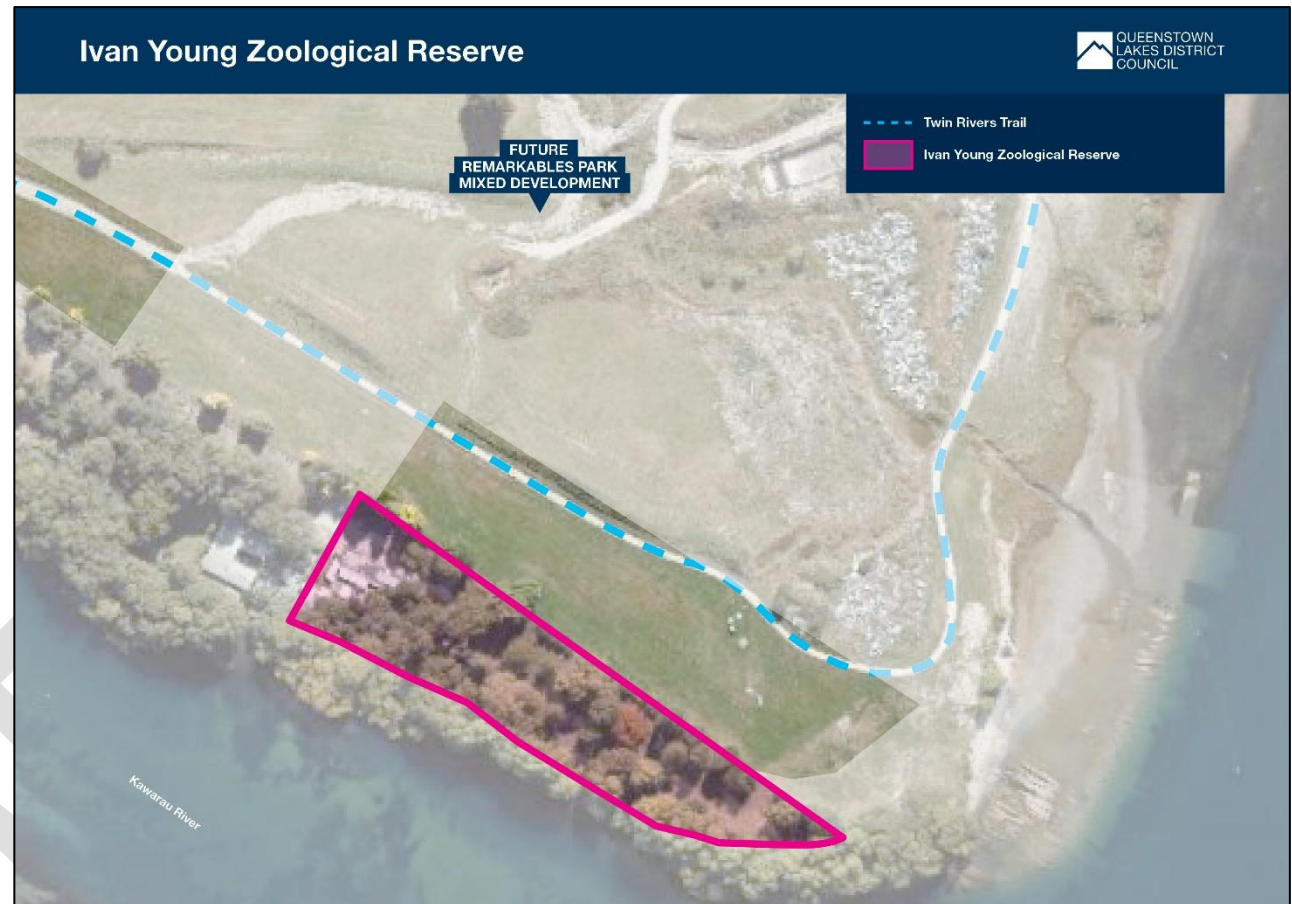 Ivan Young Zoological Reserve
QUEENSTOWN
LAKES DISTRICT
COUNCIL
Twin Rivers Trail
Ivan Young Zoological Reserve
FUTURE
REMARKABLES PARK
MIXED DEVELOPMENT
Kawarau River